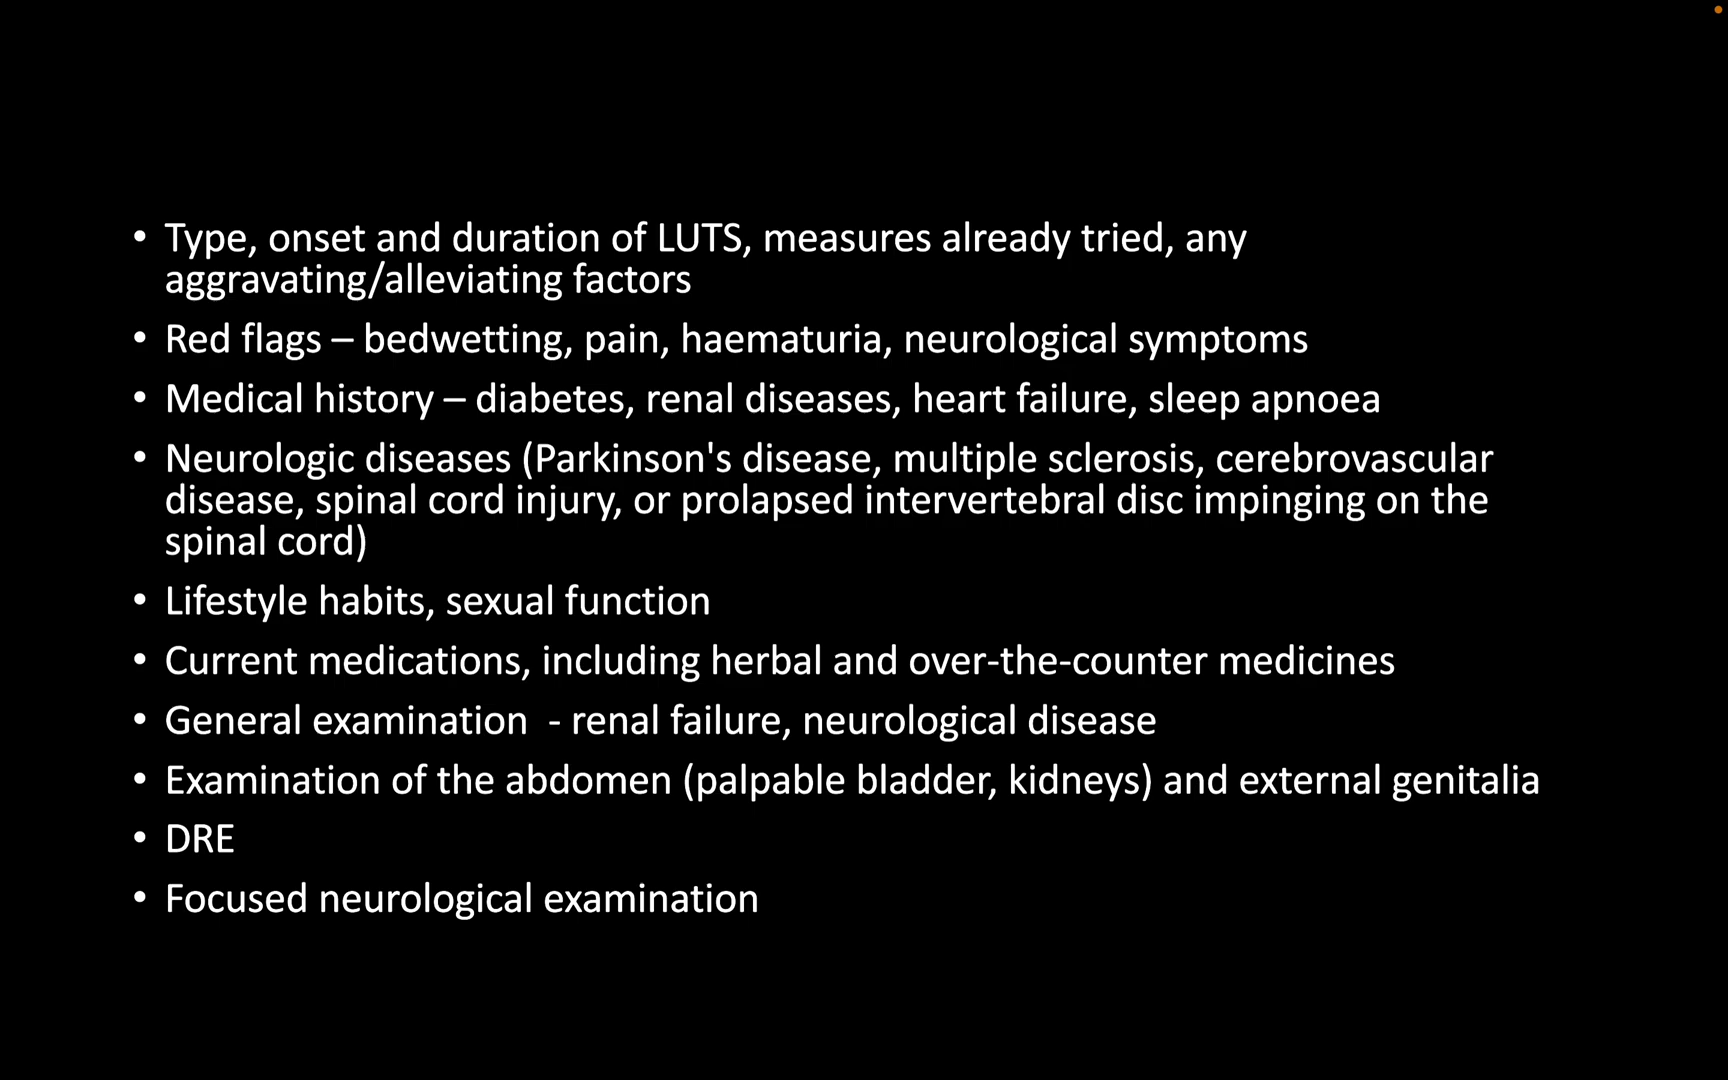 • Type, onset and duration of LUTS, measures already tried, any
aggravating/alleviating factors
• Red flags – bedwetting, pain, haematuria, neurological symptoms
• Medical history – diabetes, renal diseases, heart failure, sleep apnoea
• Neurologic diseases (Parkinson's disease, multiple sclerosis, cerebrovascular
disease, spinal cord injury, or prolapsed intervertebral disc impinging on the
spinal cord)
• Lifestyle habits, sexual function
• Current medications, including herbal and over-the-counter medicines
• General examination  - renal failure, neurological disease
• Examination of the abdomen (palpable bladder, kidneys) and external genitalia
• DRE
• Focused neurological examination